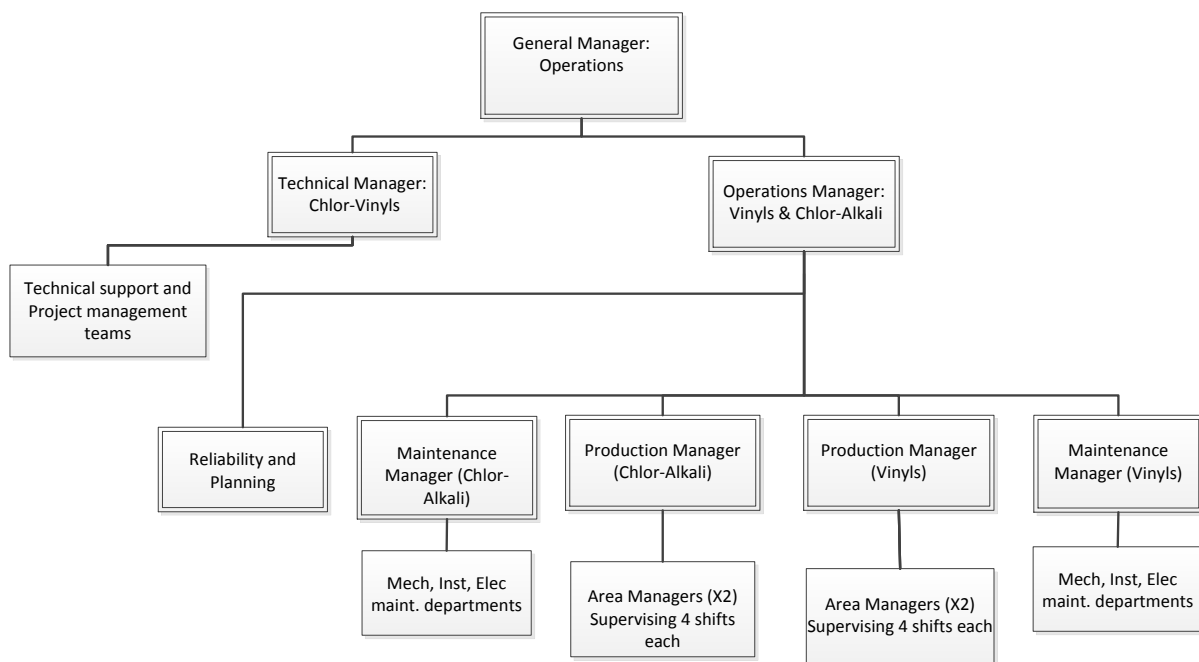 General Manager:
Operations
Technical Manager:
Chlor-Vinyls
Operations Manager:
Vinyls & Chlor-Alkali
Technical support and
Project management
teams
Reliability and
Planning
Maintenance
Manager (Chlor-
Alkali)
Production Manager
(Chlor-Alkali)
Production Manager
(Vinyls)
Maintenance
Manager (Vinyls)
Mech, Inst, Elec
maint. departments
Area Managers (X2)
Supervising 4 shifts
each
Area Managers (X2)
Supervising 4 shifts each
Mech, Inst, Elec
maint. departments